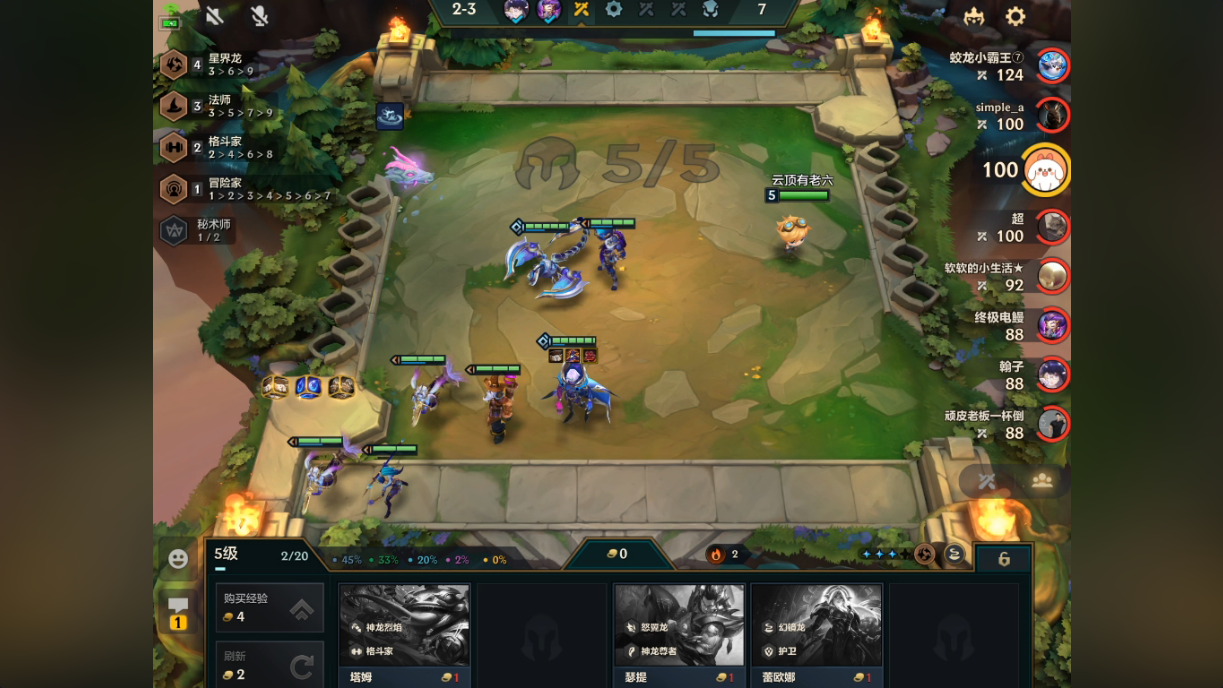 2-3
7
4 星界龙
3 > 6 > 9
3 法师
3 > 5 > 7 > 9
2 格斗家
2 > 4 > 6 > 8
1 冒险家
1 > 2 > 3 > 4 > 5 > 6 > 7
秘术师
1 / 2
5/5
云顶有老六
5
蛟龙小霸王⑦
124
simple_a
100
100
超
100
软软的小生活★
92
终极电鳗
88
翰子
88
顽皮老板一杯倒
88
5级
2/20
45% 33% 20% 2% 0%
0
2
1
购买经验
4
刷新
2
神龙烈焰
格斗家
塔姆 1
怒翼龙
神龙尊者
瑟提 1
幻镜龙
护卫
蕾欧娜 1